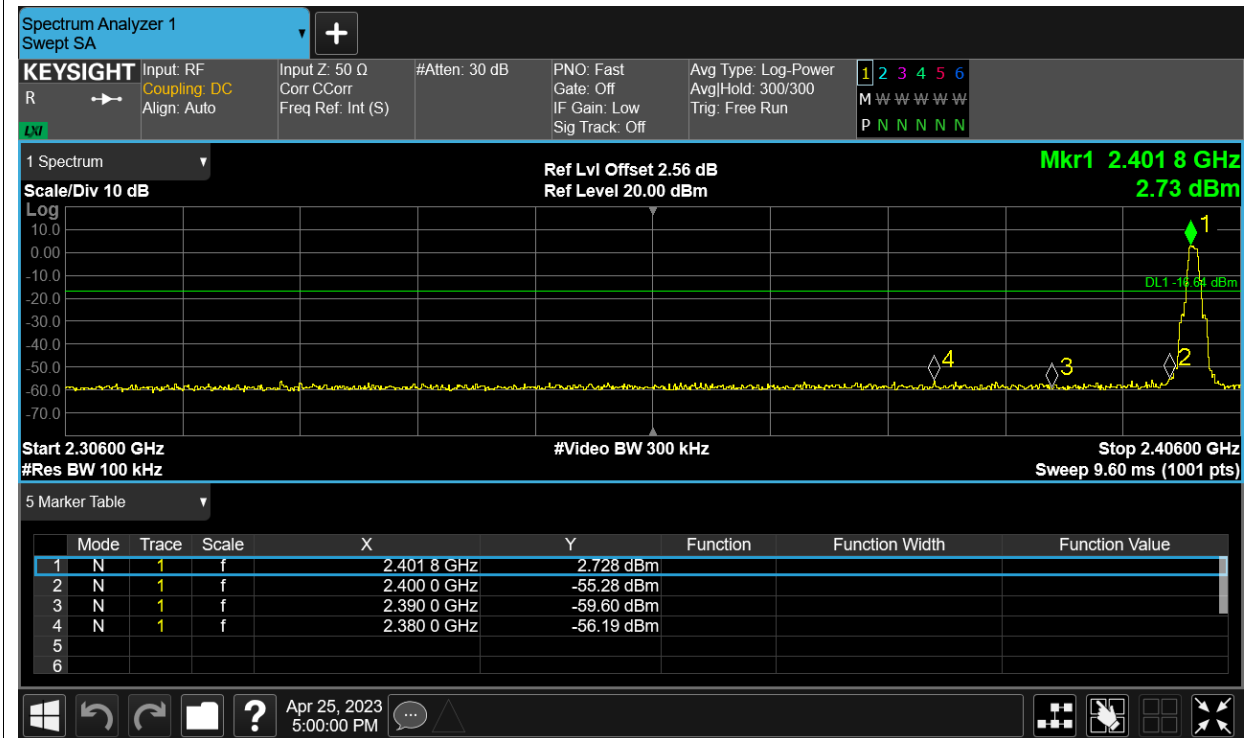 Spectrum Analyzer 1
Swept SA
+
KEYSIGHT
R
LXI
Input: RF
Coupling: DC
Align: Auto
Input Z: 50 Ω
Corr CCorr
Freq Ref: Int (S)
#Atten: 30 dB
PNO: Fast
Gate: Off
IF Gain: Low
Sig Track: Off
Avg Type: Log-Power
Avg|Hold: 300/300
Trig: Free Run
1 2 3 4 5 6
M W W W W W
P N N N N N
1 Spectrum
Scale/Div 10 dB
Ref Lvl Offset 2.56 dB
Ref Level 20.00 dBm
Mkr1 2.401 8 GHz
2.73 dBm
Log
10.0
0.00
-10.0
-20.0
-30.0
-40.0
-50.0
-60.0
-70.0
1
DL1 -16.64 dBm
4
3
2
Start 2.30600 GHz
#Res BW 100 kHz
#Video BW 300 kHz
Stop 2.40600 GHz
Sweep 9.60 ms (1001 pts)
5 Marker Table
Mode Trace Scale X Y Function Function Width Function Value
1 N 1 f 2.401 8 GHz 2.728 dBm
2 N 1 f 2.400 0 GHz -55.28 dBm
3 N 1 f 2.390 0 GHz -59.60 dBm
4 N 1 f 2.380 0 GHz -56.19 dBm
5
6
?
Apr 25, 2023
5:00:00 PM